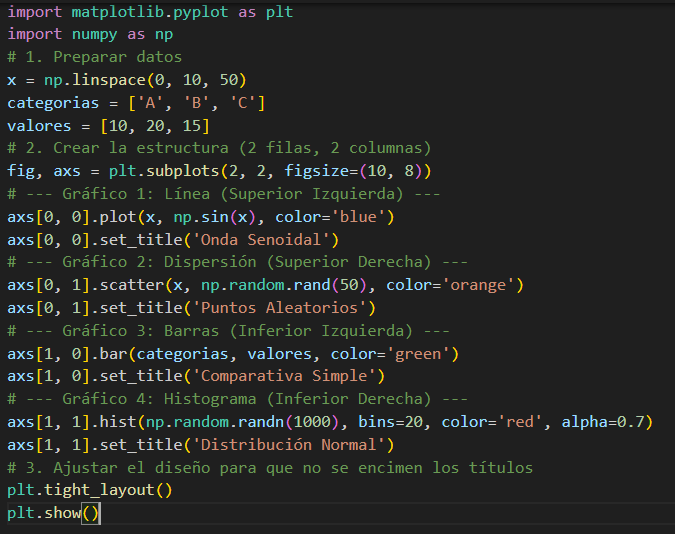 import matplotlib.pyplot as plt
import numpy as np
# 1. Preparar datos
x = np.linspace(0, 10, 50)
categorias = ['A', 'B', 'C']
valores = [10, 20, 15]
# 2. Crear la estructura (2 filas, 2 columnas)
fig, axs = plt.subplots(2, 2, figsize=(10, 8))
# --- Gráfico 1: Línea (Superior Izquierda) ---
axs[0, 0].plot(x, np.sin(x), color='blue')
axs[0, 0].set_title('Onda Senoidal')
# --- Gráfico 2: Dispersión (Superior Derecha) ---
axs[0, 1].scatter(x, np.random.rand(50), color='orange')
axs[0, 1].set_title('Puntos Aleatorios')
# --- Gráfico 3: Barras (Inferior Izquierda) ---
axs[1, 0].bar(categorias, valores, color='green')
axs[1, 0].set_title('Comparativa Simple')
# --- Gráfico 4: Histograma (Inferior Derecha) ---
axs[1, 1].hist(np.random.randn(1000), bins=20, color='red', alpha=0.7)
axs[1, 1].set_title('Distribución Normal')
# 3. Ajustar el diseño para que no se encimen los títulos
plt.tight_layout()
plt.show()